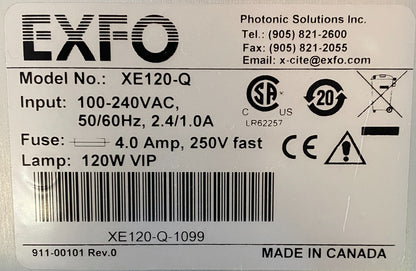 EXFO
Photonic Solutions Inc.
Tel.: (905) 821-2600
Fax: (905) 821-2055
Email: x-cite@exfo.com
Model No.: XE120-Q
Input: 100-240VAC,
50/60Hz, 2.4/1.0A
Fuse: 4.0 Amp, 250V fast
Lamp: 120W VIP
SA
C US
LR62257
20
CE
XE120-Q-1099
911-00101 Rev.0
MADE IN CANADA